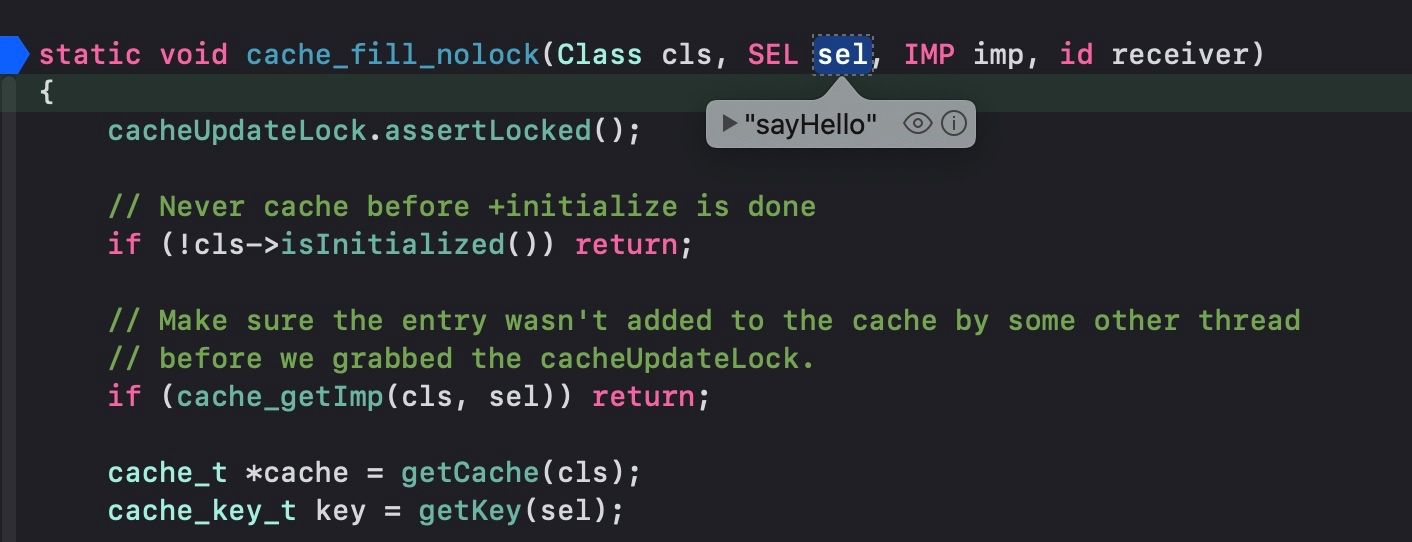 static void cache_fill_nolock(Class cls, SEL sel, IMP imp, id receiver)
{
"sayHello"
cacheUpdateLock.assertLocked();
// Never cache before +initialize is done
if (!cls->isInitialized()) return;
// Make sure the entry wasn't added to the cache by some other thread
// before we grabbed the cacheUpdateLock.
if (cache_getImp(cls, sel)) return;
cache_t *cache = getCache(cls);
cache_key_t key = getKey(sel);